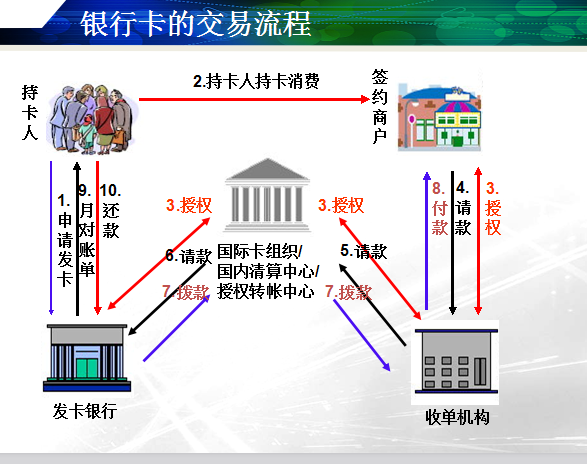 银行卡的交易流程
2.持卡人持卡消费
持卡人
签约商户
1.申请发卡
9.月对账单
10.还款
3.授权
3.授权
8.付款
4.请款
3.授权
6.请款
国际卡组织/
国内清算中心/
授权转帐中心
5.请款
7.拨款
7.拨款
发卡银行
收单机构